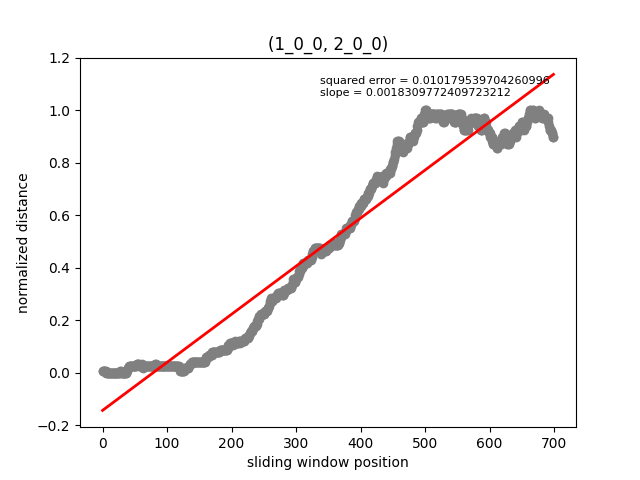 (1_0_0, 2_0_0)
squared error = 0.010179539704260996
slope = 0.0018309772409723212
1.2
1.0
0.8
0.6
0.4
0.2
0.0
−0.2
normalized distance
0 100 200 300 400 500 600 700
sliding window position